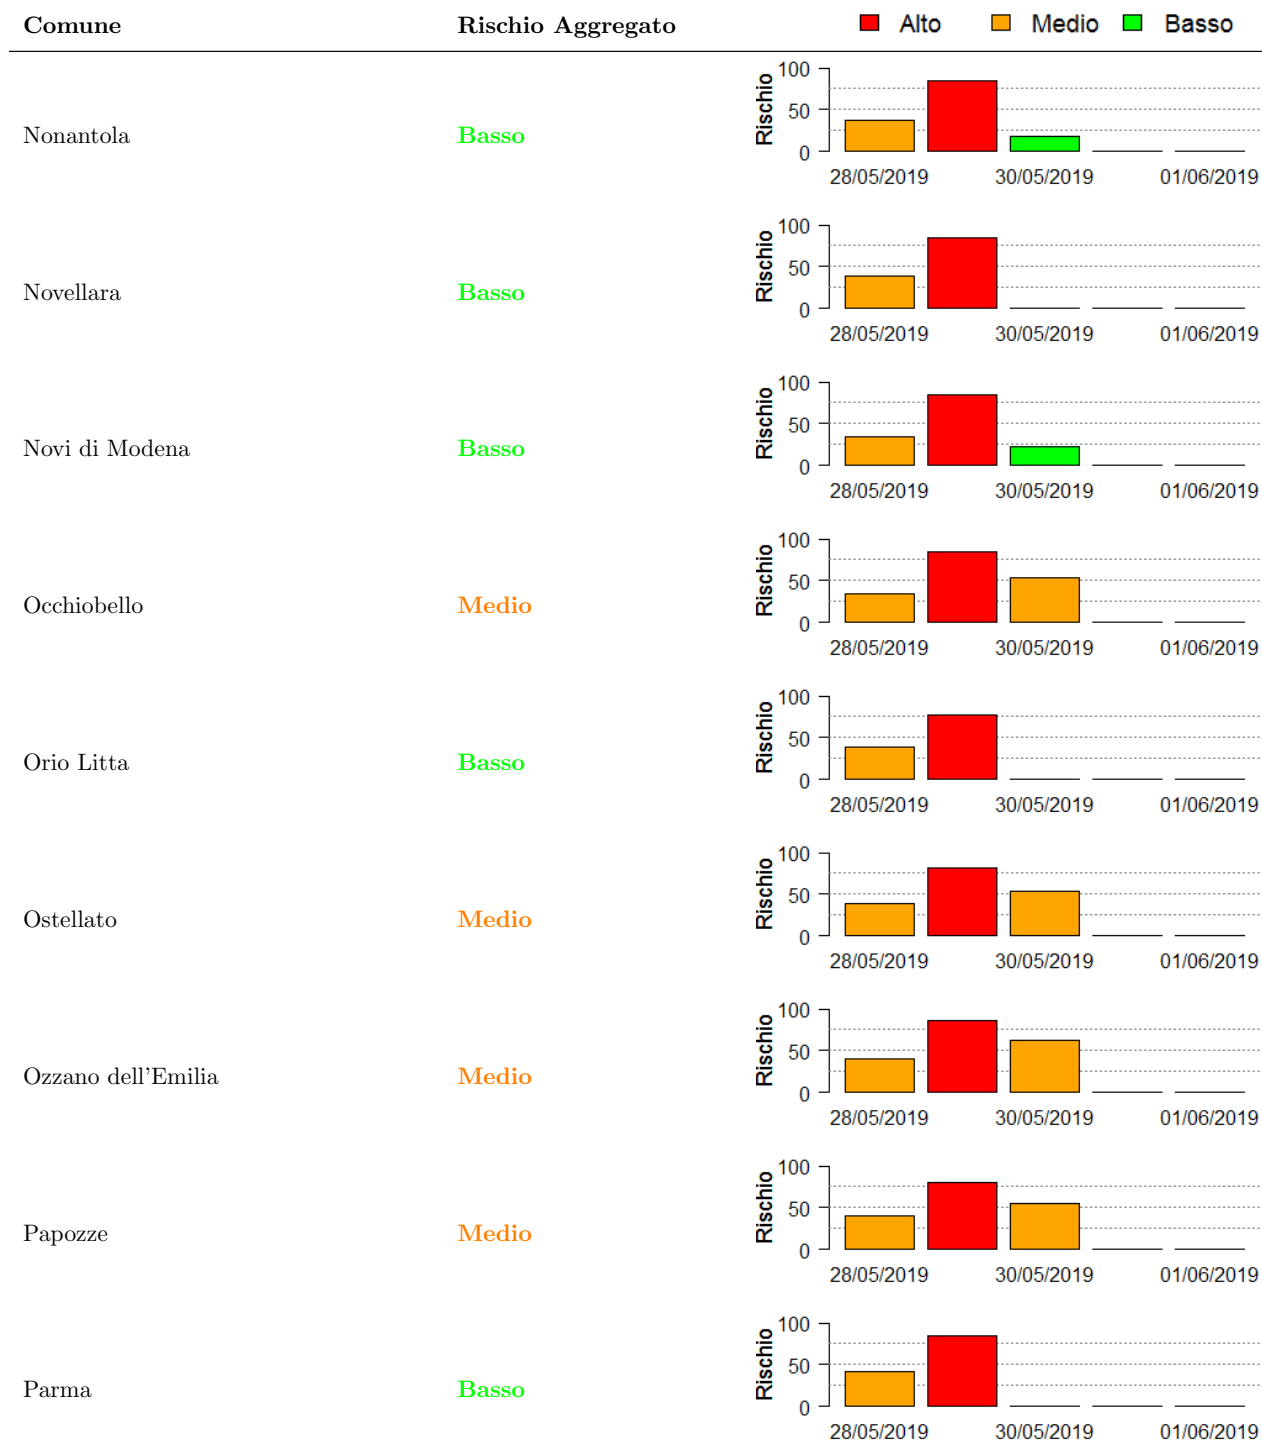 Comune Rischio Aggregato Alto Medio Basso
Nonantola Basso Rischio 100 50 0
28/05/2019 30/05/2019 01/06/2019
Novellara Basso Rischio 100 50 0
28/05/2019 30/05/2019 01/06/2019
Novi di Modena Basso Rischio 100 50 0
28/05/2019 30/05/2019 01/06/2019
Occhiobello Medio Rischio 100 50 0
28/05/2019 30/05/2019 01/06/2019
Orio Litta Basso Rischio 100 50 0
28/05/2019 30/05/2019 01/06/2019
Ostellato Medio Rischio 100 50 0
28/05/2019 30/05/2019 01/06/2019
Ozzano dell'Emilia Medio Rischio 100 50 0
28/05/2019 30/05/2019 01/06/2019
Papozze Medio Rischio 100 50 0
28/05/2019 30/05/2019 01/06/2019
Parma Basso Rischio 100 50 0
28/05/2019 30/05/2019 01/06/2019